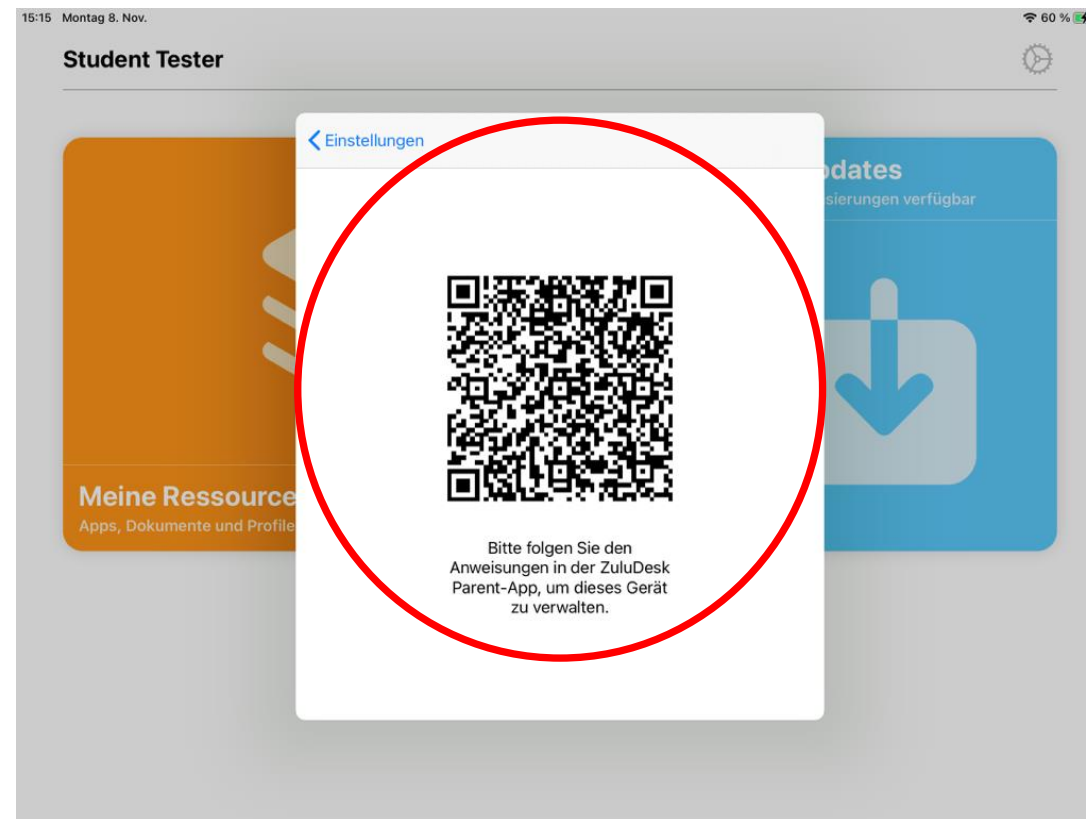 15:15 Montag 8. Nov. 60 %
Student Tester
Einstellungen
Bitte folgen Sie den
Anweisungen in der ZuluDesk
Parent-App, um dieses Gerät
zu verwalten.
Meine Ressource
Apps, Dokumente und Profile
dates
sierungen verfügbar